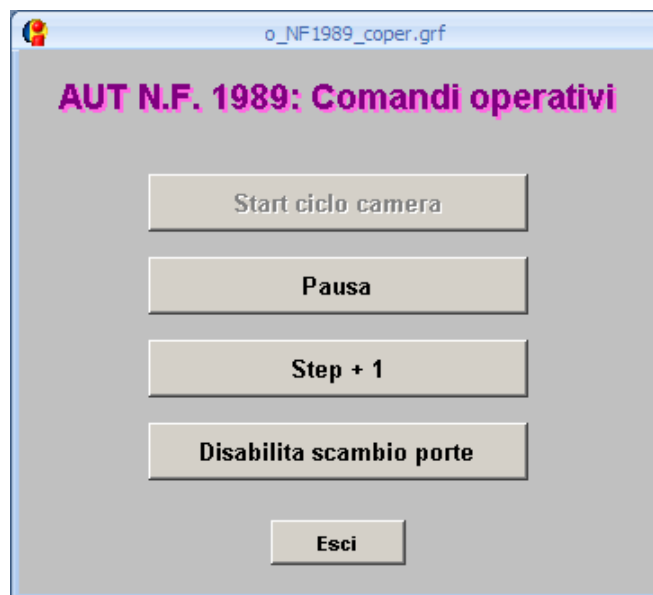 o_NF1989_coper.grf
AUT N.F. 1989: Comandi operativi
Start ciclo camera
Pausa
Step + 1
Disabilita scambio porte
Esci